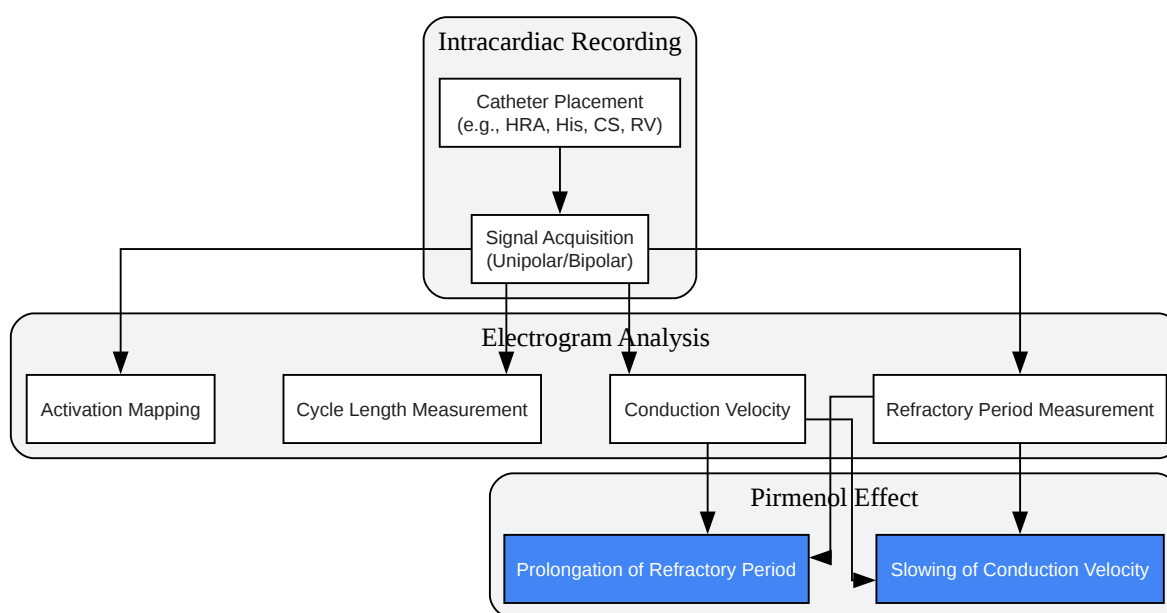 Intracardiac Recording
Catheter Placement
(e.g., HRA, His, CS, RV)
Signal Acquisition
(Unipolar/Bipolar)
Electrogram Analysis
Activation Mapping
Cycle Length Measurement
Conduction Velocity
Refractory Period Measurement
Pirmenol Effect
Prolongation of Refractory Period
Slowing of Conduction Velocity